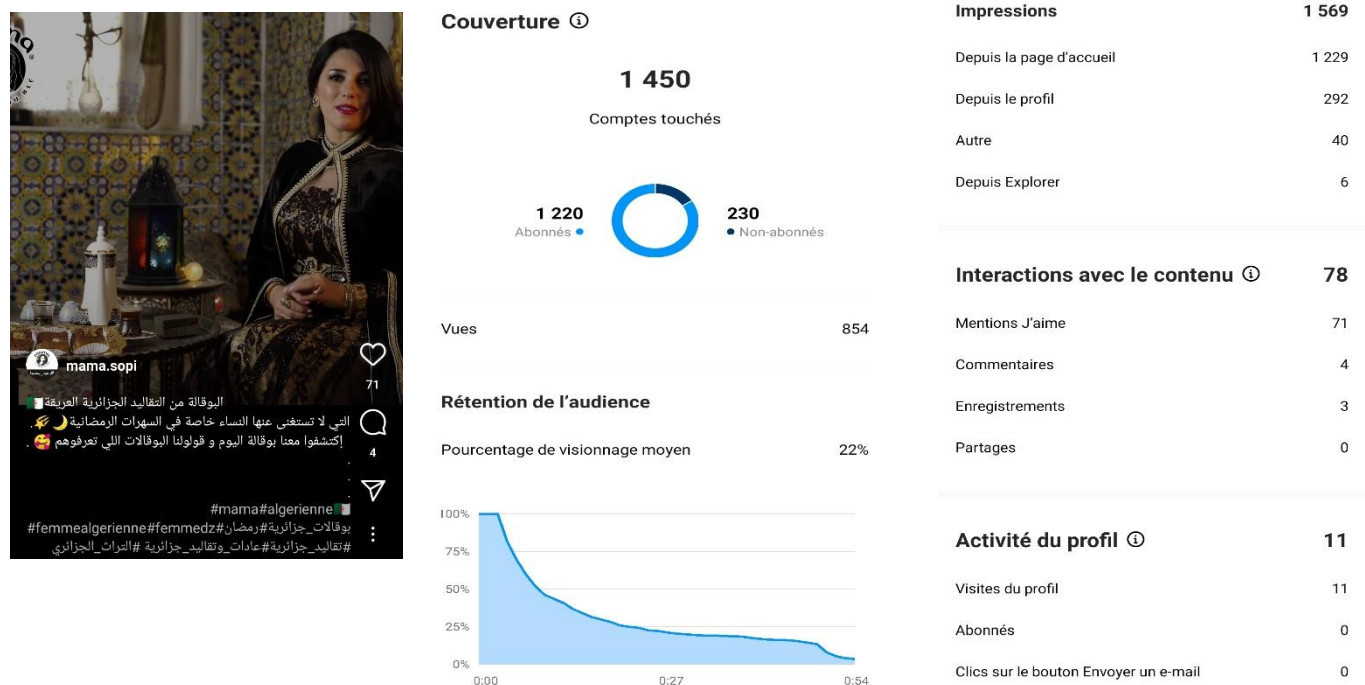 mama.sopi
71
البوقالة من التقاليد الجزائرية العريقة🇩🇿
التي لا تستغنى عنها النساء خاصة في السهرات الرمضانية🌙 💫.
إكتشفوا معنا بوقالة اليوم و قولولنا البوقالات اللي تعرفوهم 🥰 .
4
.
.
.
#mama#algerienne🇩🇿
#femmealgerienne#femmedz#بوقالات_جزائرية#رمضان
#تقاليد_جزائرية#عادات_وتقاليد_جزائرية #التراث_الجزائري
Couverture
1 450
Comptes touchés
1 220
Abonnés
230
Non-abonnés
Vues 854
Rétention de l’audience
Pourcentage de visionnage moyen 22%
100%
75%
50%
25%
0%
0:00 0:27 0:54
Impressions 1 569
Depuis la page d’accueil 1 229
Depuis le profil 292
Autre 40
Depuis Explorer 6
Interactions avec le contenu 78
Mentions J’aime 71
Commentaires 4
Enregistrements 3
Partages 0
Activité du profil 11
Visites du profil 11
Abonnés 0
Clics sur le bouton Envoyer un e-mail 0